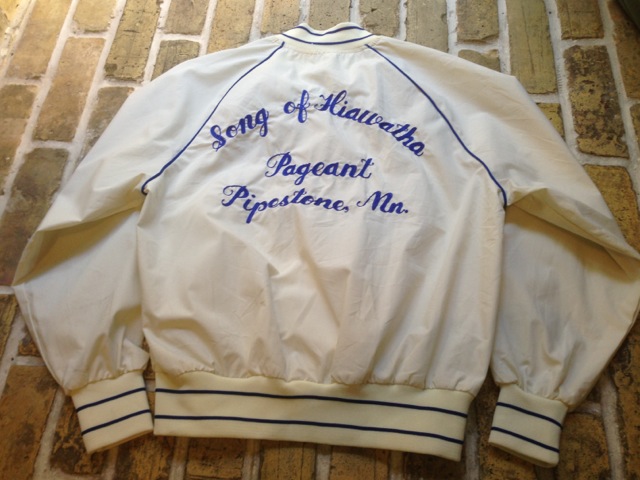 Song of Hiawatha
Pageant
Pipestone, Mn.